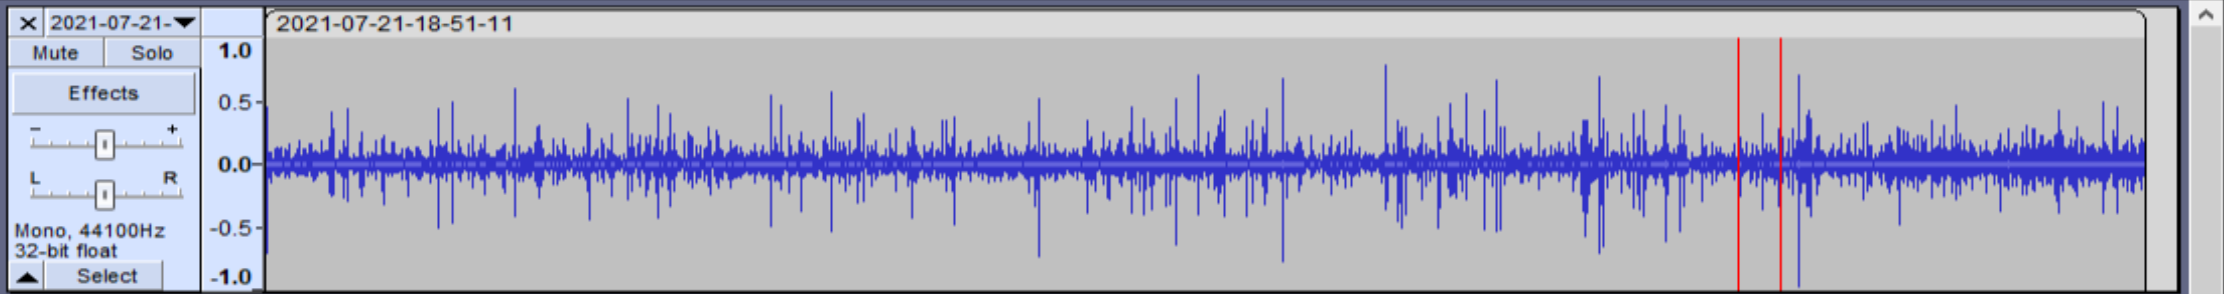 × 2021-07-21-
2021-07-21-18-51-11
Mute Solo
Effects
- +
L R
Mono, 44100Hz
32-bit float
Select
1.0
0.5
0.0
-0.5
-1.0